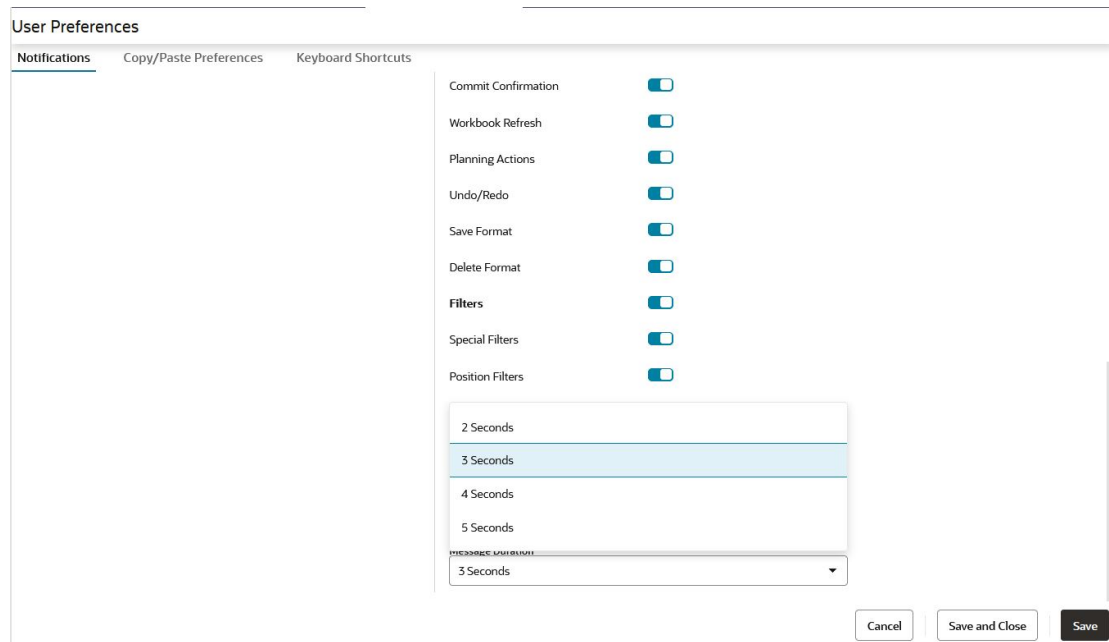 User Preferences
Notifications Copy/Paste Preferences Keyboard Shortcuts
Commit Confirmation
Workbook Refresh
Planning Actions
Undo/Redo
Save Format
Delete Format
Filters
Special Filters
Position Filters
2 Seconds
3 Seconds
4 Seconds
5 Seconds
Message Duration
3 Seconds
Cancel Save and Close Save